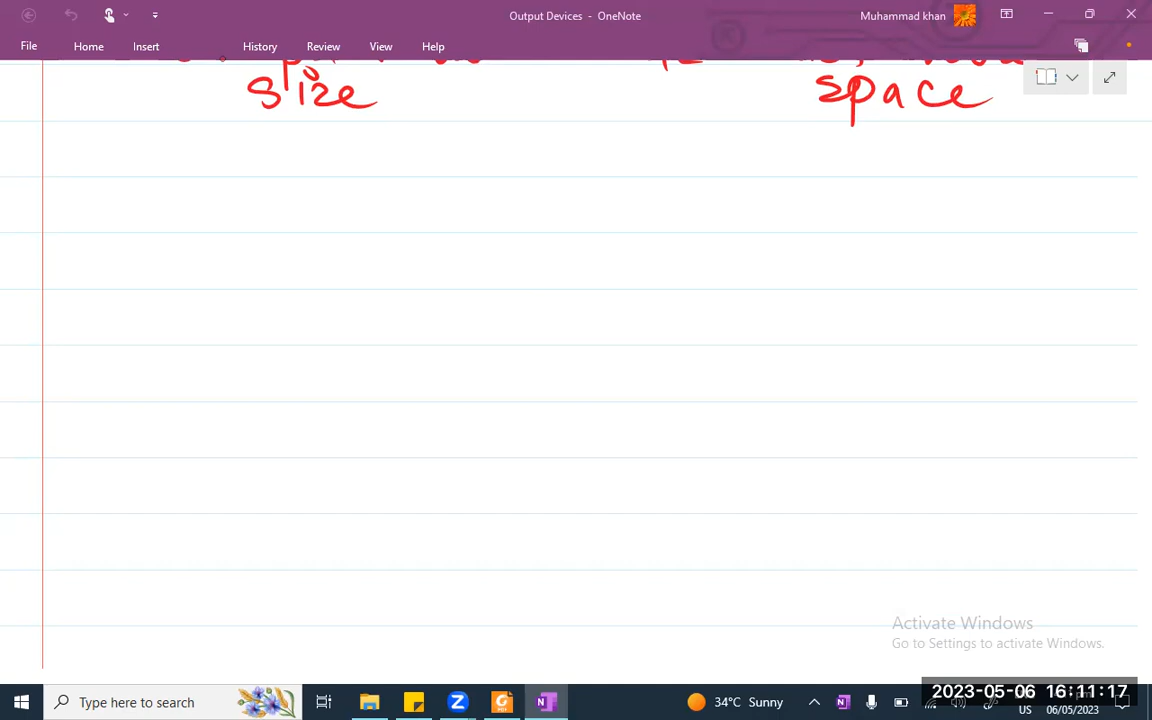 Output Devices - OneNote
Muhammad khan
File Home Insert History Review View Help
size space
Activate Windows
Go to Settings to activate Windows.
Type here to search
34°C Sunny
2023-05-06 16:11:17
US 06/05/2023